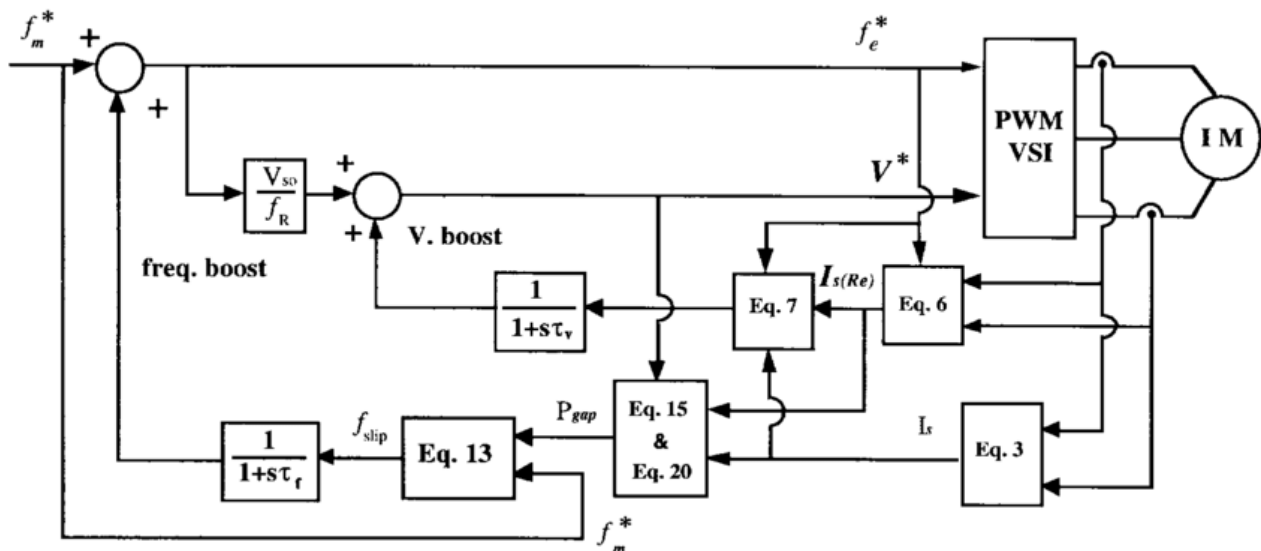 f_m^*
+
+
f_e^*
PWM
VSI
I M
V_so
f_R
+
+
V^*
V. boost
freq. boost
1
1+sτ_v
Eq. 7
I_s(Re)
Eq. 6
1
1+sτ_f
f_slip
Eq. 13
P_gap
Eq. 15
&
Eq. 20
I_s
Eq. 3
f_m^*